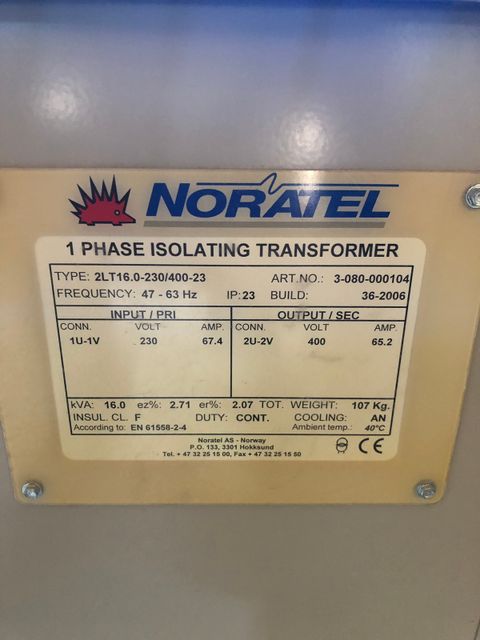 NORATEL
1 PHASE ISOLATING TRANSFORMER
TYPE: 2LT16.0-230/400-23 ART.NO.: 3-080-000104
FREQUENCY: 47 - 63 Hz IP:23 BUILD: 36-2006
INPUT / PRI OUTPUT / SEC
CONN. VOLT AMP. CONN. VOLT AMP.
1U-1V 230 67.4 2U-2V 400 65.2
kVA: 16.0 ez%: 2.71 er%: 2.07 TOT. WEIGHT: 107 Kg.
INSUL. CL. F DUTY: CONT. COOLING: AN
According to: EN 61558-2-4 Ambient temp.: 40°C
Noratel AS - Norway
P.O. 133, 3301 Hokksund
Tel. + 47 32 25 15 00, Fax + 47 32 25 15 50
CE